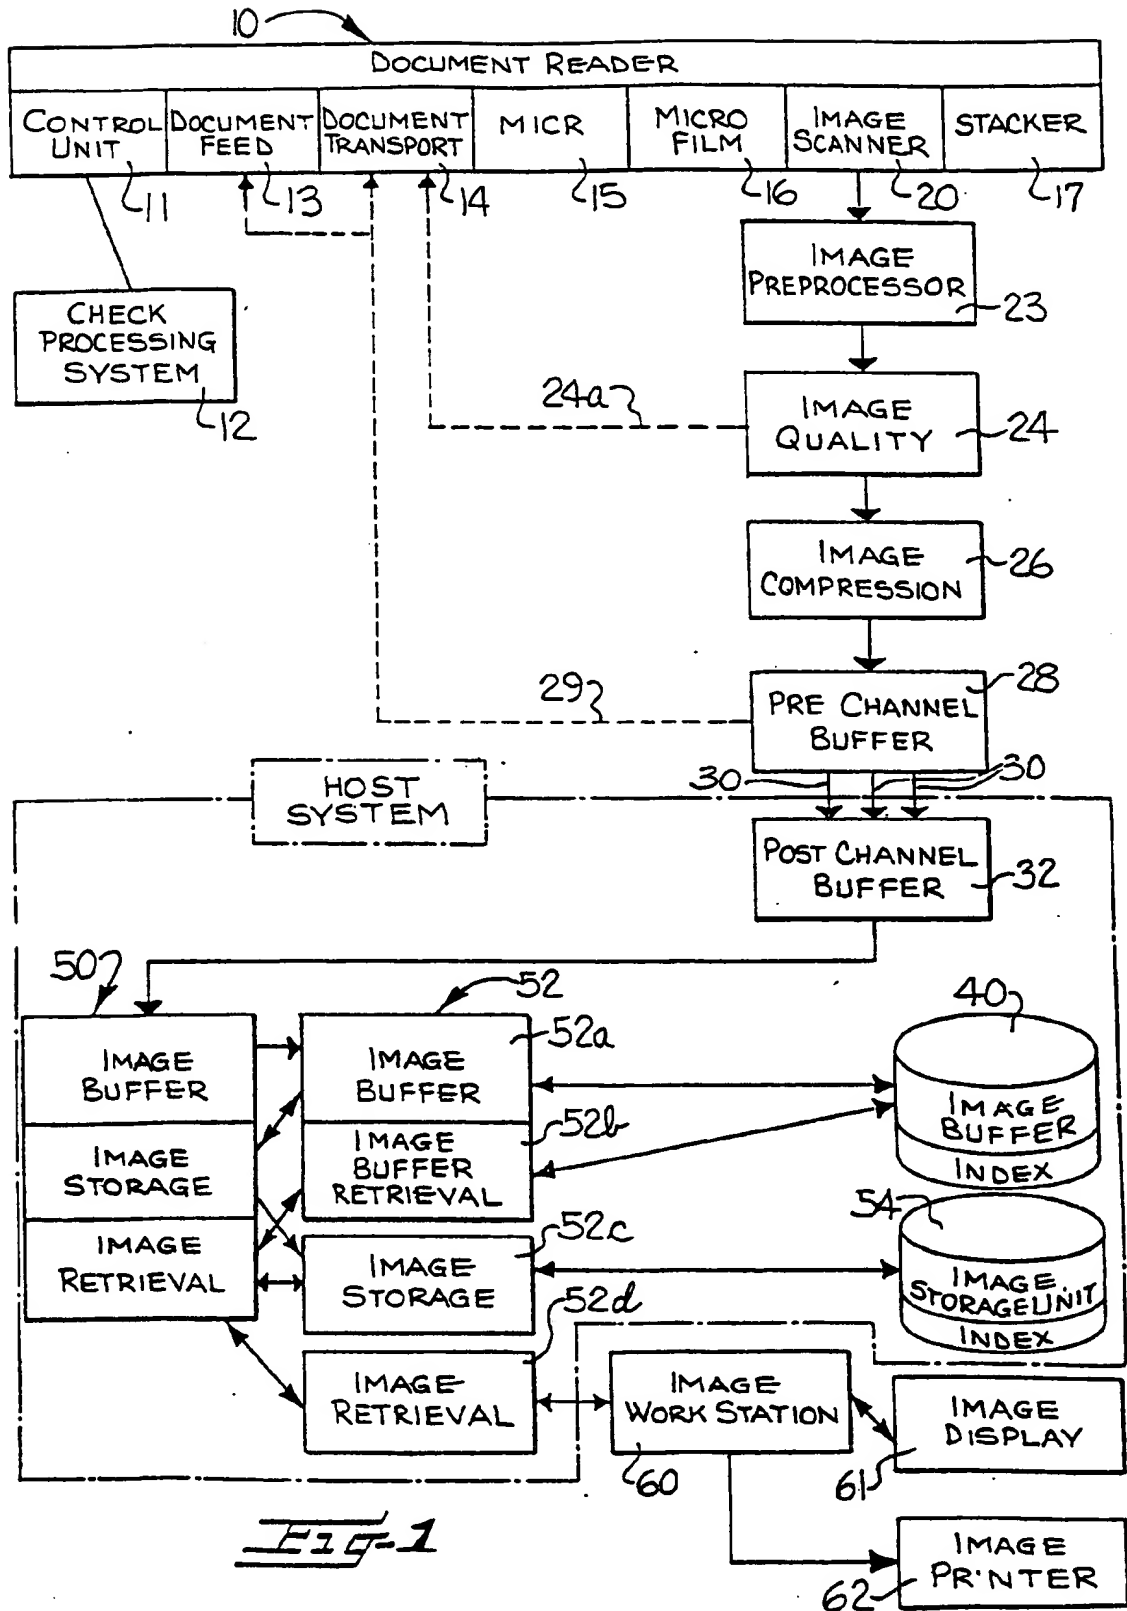 10
DOCUMENT READER
CONTROL
UNIT
11
DOCUMENT
FEED
13
DOCUMENT
TRANSPORT
14
MICR
15
MICRO
FILM
16
IMAGE
SCANNER
20
STACKER
17
IMAGE
PREPROCESSOR
23
CHECK
PROCESSING
SYSTEM
12
24a
IMAGE
QUALITY
24
IMAGE
COMPRESSION
26
29
PRE CHANNEL
BUFFER
28
30
30
HOST
SYSTEM
POST CHANNEL
BUFFER
32
50
IMAGE
BUFFER
IMAGE
STORAGE
IMAGE
RETRIEVAL
52
52a
IMAGE
BUFFER
52b
IMAGE
BUFFER
RETRIEVAL
52c
IMAGE
STORAGE
52d
IMAGE
RETRIEVAL
40
IMAGE
BUFFER
INDEX
54
IMAGE
STORAGE UNIT
INDEX
IMAGE
WORK STATION
60
IMAGE
DISPLAY
61
IMAGE
PRINTER
62
FIG-1